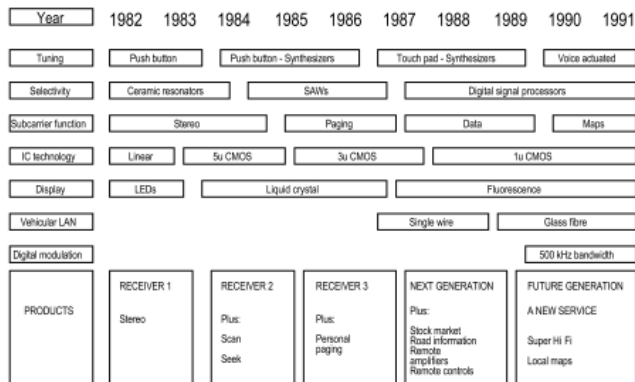 Year 1982 1983 1984 1985 1986 1987 1988 1989 1990 1991
Tuning Push button Push button - Synthesizers Touch pad - Synthesizers Voice actuated
Selectivity Ceramic resonators SAWs Digital signal processors
Subcarrier function Stereo Paging Data Maps
IC technology Linear 5u CMOS 3u CMOS 1u CMOS
Display LEDs Liquid crystal Fluorescence
Vehicular LAN Single wire Glass fibre
Digital modulation 500 kHz bandwidth
PRODUCTS
RECEIVER 1
Stereo
RECEIVER 2
Plus:
Scan
Seek
RECEIVER 3
Plus:
Personal
paging
NEXT GENERATION
Plus:
Stock market
Road information
Remote
amplifiers
Remote controls
FUTURE GENERATION
A NEW SERVICE
Super Hi Fi
Local maps